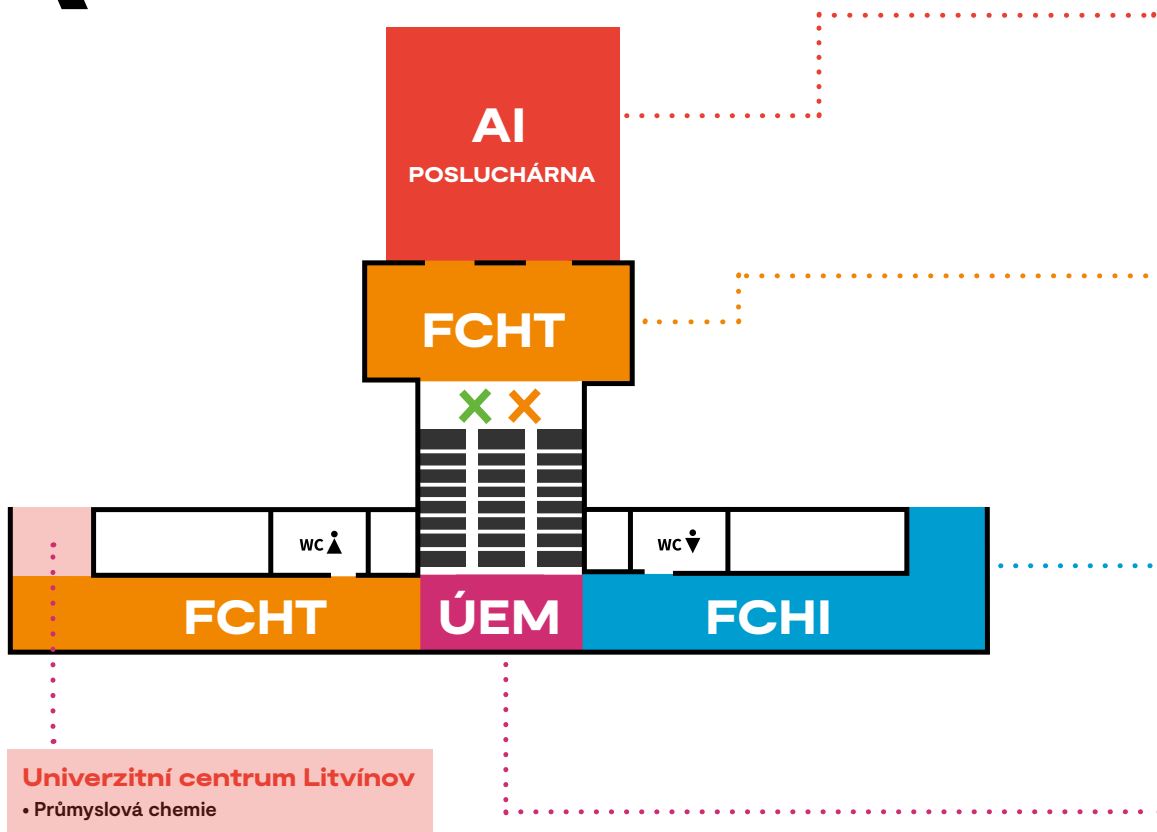 AI
POSLUCHÁRNA
FCHT
WC
WC
FCHT
ÚEM
FCHI
Univerzitní centrum Litvínov
• Průmyslová chemie